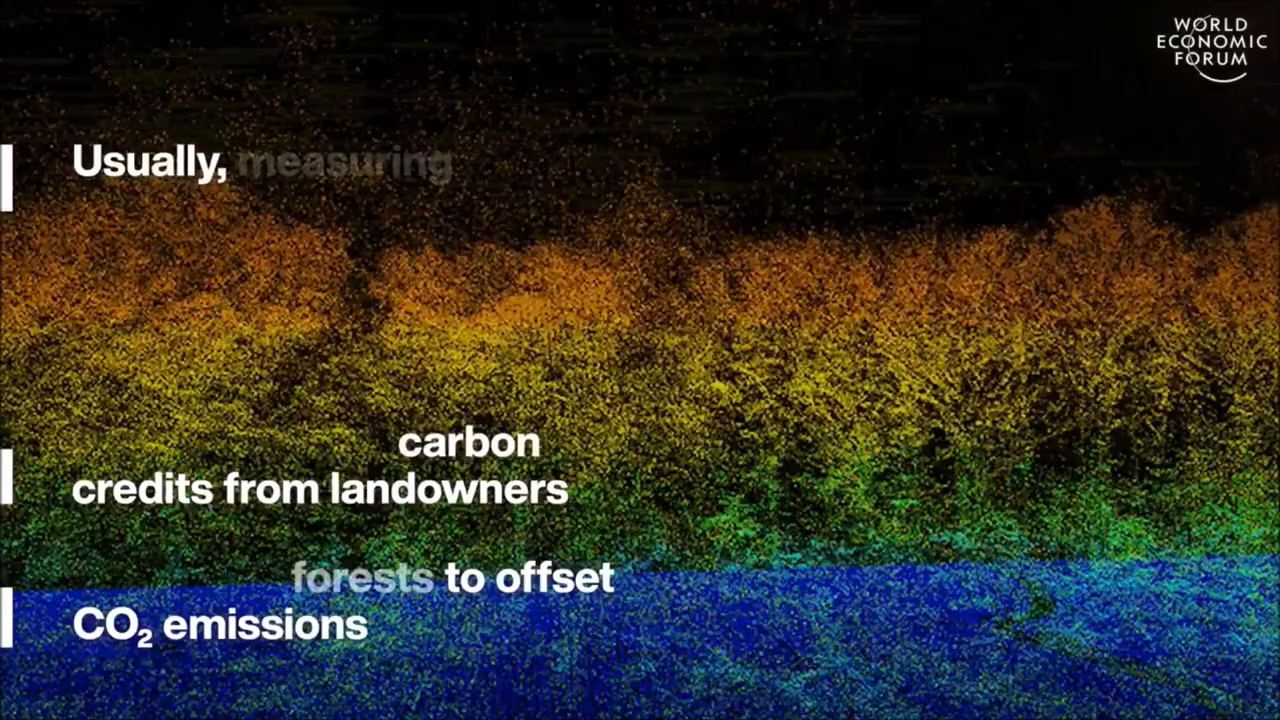 WORLD
ECONOMIC
FORUM
Usually, measuring
carbon
credits from landowners
forests to offset
CO₂ emissions